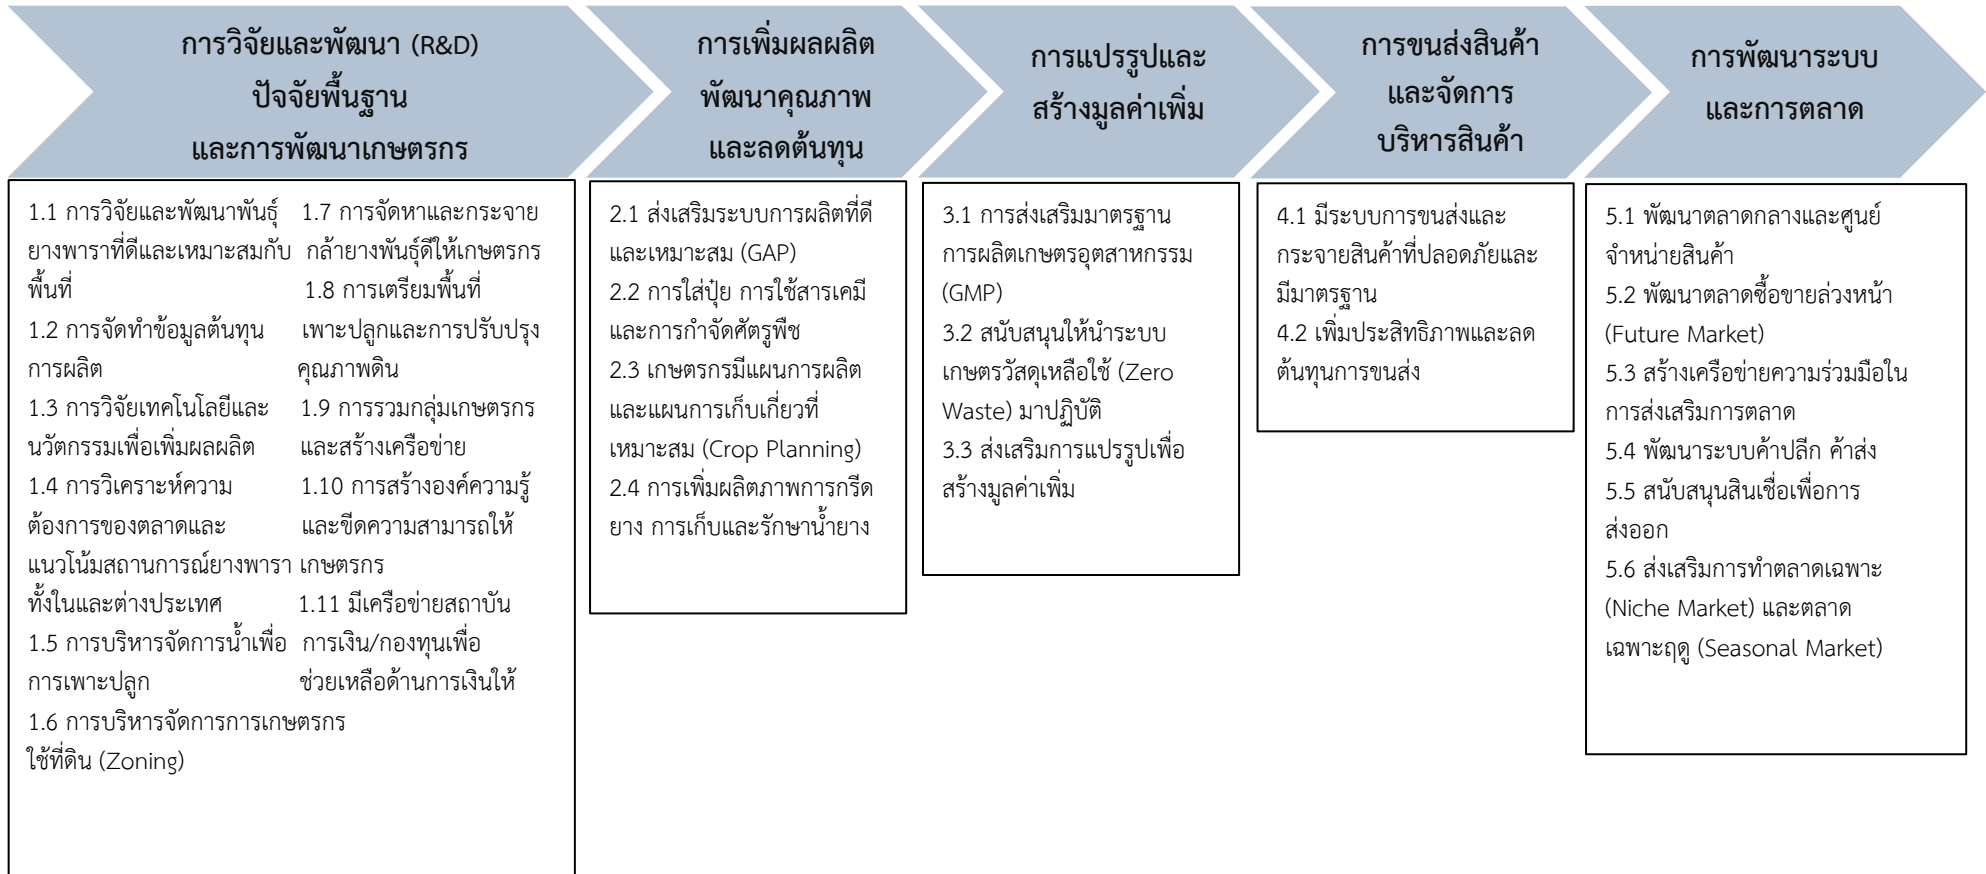 การวิจัยและพัฒนา (R&D)
ปัจจัยพื้นฐาน
และการพัฒนาเกษตรกร
การเพิ่มผลผลิต
พัฒนาคุณภาพ
และลดต้นทุน
การแปรรูปและ
สร้างมูลค่าเพิ่ม
การขนส่งสินค้า
และจัดการ
บริหารสินค้า
การพัฒนาระบบ
และการตลาด
1.1 การวิจัยและพัฒนาพันธุ์
ยางพาราที่ดีและเหมาะสมกับ
พื้นที่
1.2 การจัดทำข้อมูลต้นทุน
การผลิต
1.3 การวิจัยเทคโนโลยีและ
นวัตกรรมเพื่อเพิ่มผลผลิต
1.4 การวิเคราะห์ความ
ต้องการของตลาดและ
แนวโน้มสถานการณ์ยางพารา
ทั้งในและต่างประเทศ
1.5 การบริหารจัดการน้ำเพื่อ
การเพาะปลูก
1.6 การบริหารจัดการการเกษตรกร
ใช้ที่ดิน (Zoning)
1.7 การจัดหาและกระจาย
กล้ายางพันธุ์ดีให้เกษตรกร
1.8 การเตรียมพื้นที่
เพาะปลูกและการปรับปรุง
คุณภาพดิน
1.9 การรวมกลุ่มเกษตรกร
และสร้างเครือข่าย
1.10 การสร้างองค์ความรู้
และขีดความสามารถให้
เกษตรกร
1.11 มีเครือข่ายสถาบัน
การเงิน/กองทุนเพื่อ
ช่วยเหลือด้านการเงินให้
2.1 ส่งเสริมระบบการผลิตที่ดี
และเหมาะสม (GAP)
2.2 การใส่ปุ๋ย การใช้สารเคมี
และการกำจัดศัตรูพืช
2.3 เกษตรกรมีแผนการผลิต
และแผนการเก็บเกี่ยวที่
เหมาะสม (Crop Planning)
2.4 การเพิ่มผลิตภาพการกรีด
ยาง การเก็บและรักษาน้ำยาง
3.1 การส่งเสริมมาตรฐาน
การผลิตเกษตรอุตสาหกรรม
(GMP)
3.2 สนับสนุนให้นำระบบ
เกษตรวัสดุเหลือใช้ (Zero
Waste) มาปฏิบัติ
3.3 ส่งเสริมการแปรรูปเพื่อ
สร้างมูลค่าเพิ่ม
4.1 มีระบบการขนส่งและ
กระจายสินค้าที่ปลอดภัยและ
มีมาตรฐาน
4.2 เพิ่มประสิทธิภาพและลด
ต้นทุนการขนส่ง
5.1 พัฒนาตลาดกลางและศูนย์
จำหน่ายสินค้า
5.2 พัฒนาตลาดซื้อขายล่วงหน้า
(Future Market)
5.3 สร้างเครือข่ายความร่วมมือใน
การส่งเสริมการตลาด
5.4 พัฒนาระบบค้าปลีก ค้าส่ง
5.5 สนับสนุนสินเชื่อเพื่อการ
ส่งออก
5.6 ส่งเสริมการทำตลาดเฉพาะ
(Niche Market) และตลาด
เฉพาะฤดู (Seasonal Market)